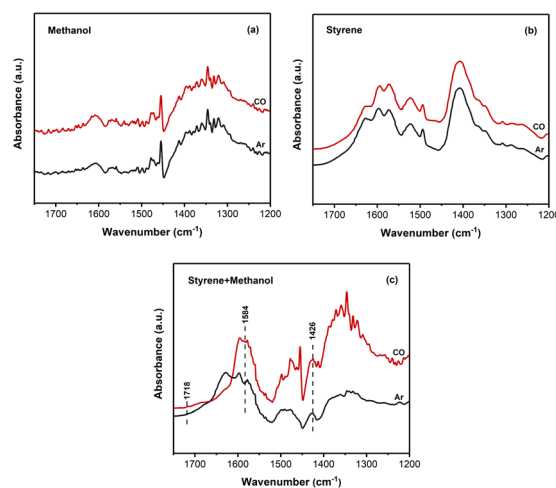 Methanol
(a)
CO
Ar
Absorbance (a.u.)
1700 1600 1500 1400 1300 1200
Wavenumber (cm⁻¹)
Styrene
(b)
CO
Ar
Absorbance (a.u.)
1700 1600 1500 1400 1300 1200
Wavenumber (cm⁻¹)
Styrene+Methanol
(c)
1718
1584
1426
CO
Ar
Absorbance (a.u.)
1700 1600 1500 1400 1300 1200
Wavenumber (cm⁻¹)